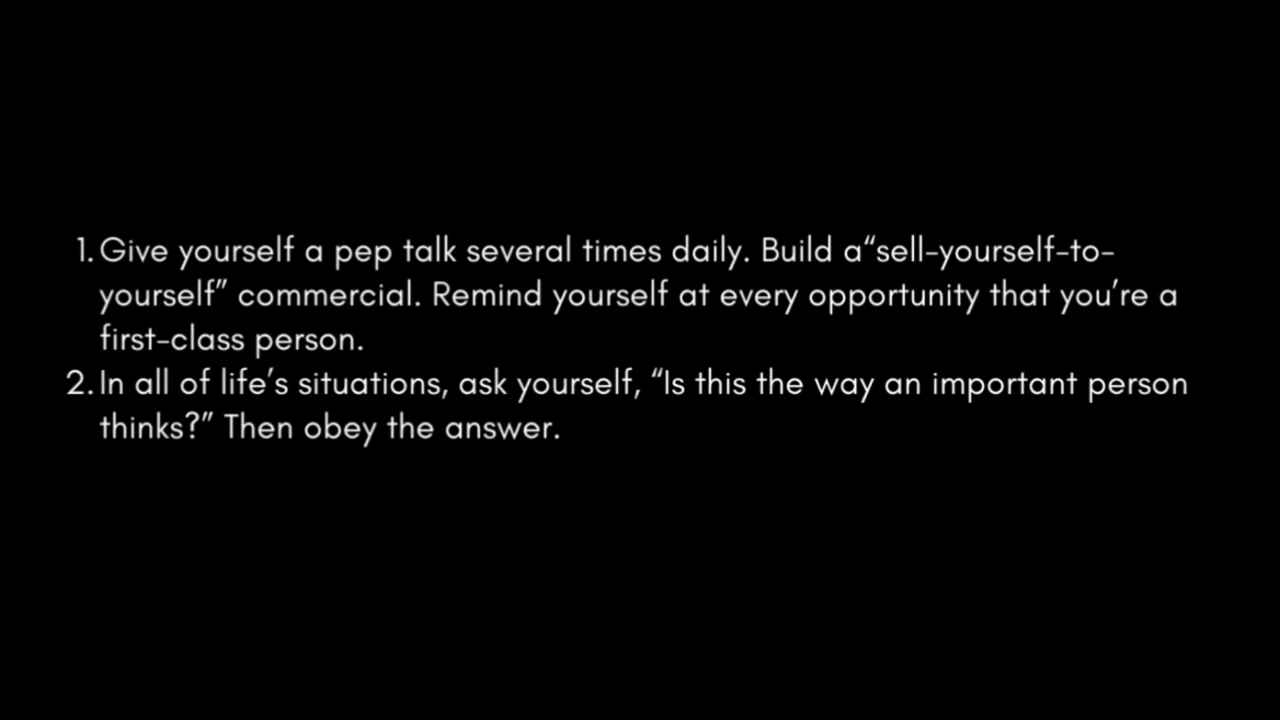 1. Give yourself a pep talk several times daily. Build a“sell-yourself-to-
yourself” commercial. Remind yourself at every opportunity that you’re a
first-class person.
2. In all of life’s situations, ask yourself, “Is this the way an important person
thinks?” Then obey the answer.